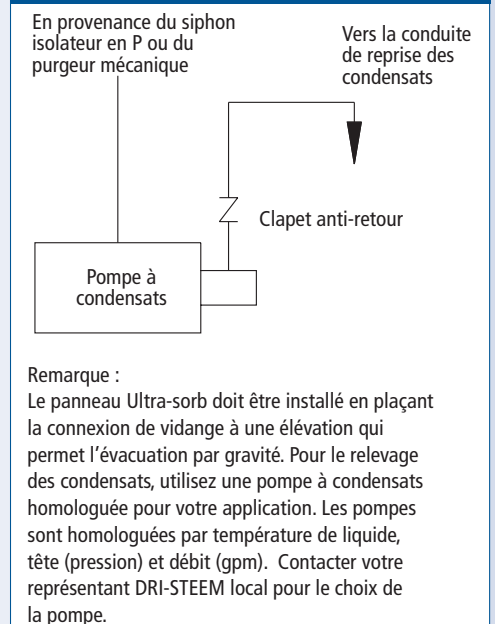 En provenance du siphon
isolateur en P ou du
purgeur mécanique
Vers la conduite
de reprise des
condensats
Clapet anti-retour
Pompe à
condensats
Remarque :
Le panneau Ultra-sorb doit être installé en plaçant
la connexion de vidange à une élévation qui
permet l'évacuation par gravité. Pour le relevage
des condensats, utilisez une pompe à condensats
homologuée pour votre application. Les pompes
sont homologuées par température de liquide,
tête (pression) et débit (gpm).  Contacter votre
représentant DRI-STEEM local pour le choix de
la pompe.